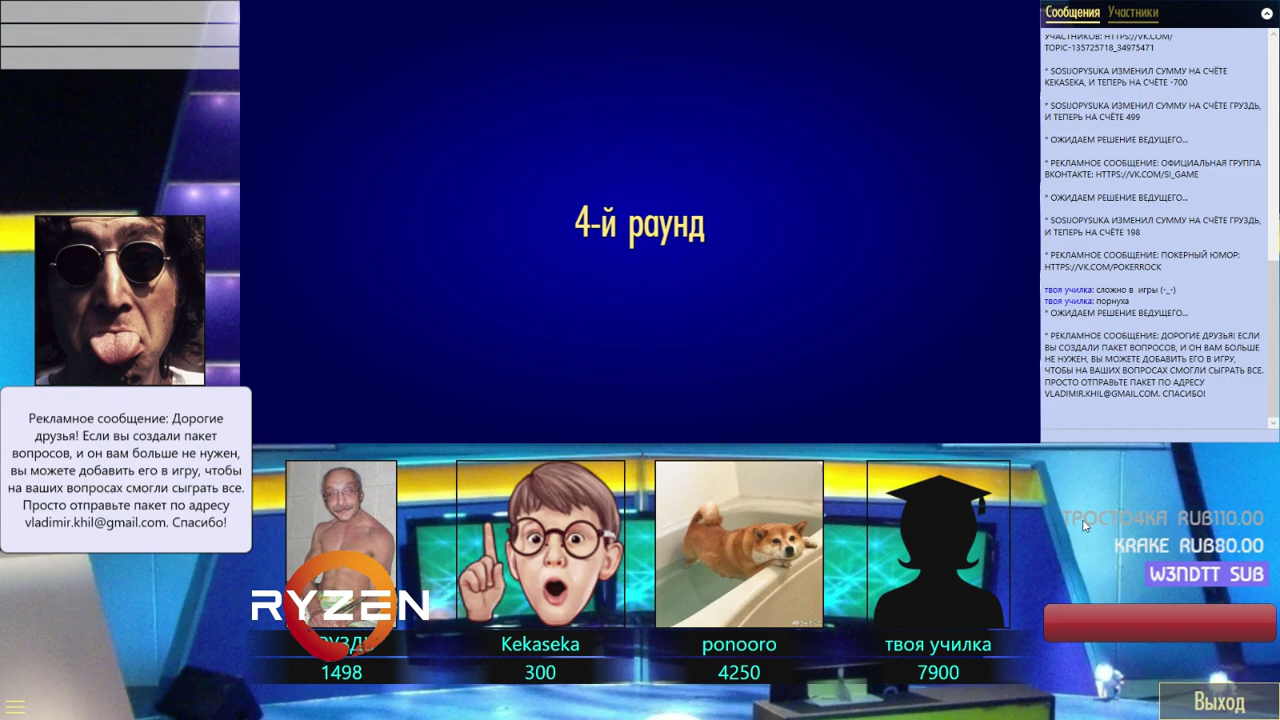 Сообщения Участники
УЧАСТНИКОВ: HTTPS://VK.COM/
TOPIC-135725718_34975471
* SOSIJOPYSUKA ИЗМЕНИЛ СУММУ НА СЧЁТЕ
KEKASEKA, И ТЕПЕРЬ НА СЧЁТЕ -700
* SOSIJOPYSUKA ИЗМЕНИЛ СУММУ НА СЧЁТЕ ГРУЗДЬ,
И ТЕПЕРЬ НА СЧЁТЕ 499
* ОЖИДАЕМ РЕШЕНИЕ ВЕДУЩЕГО...
* РЕКЛАМНОЕ СООБЩЕНИЕ: ОФИЦИАЛЬНАЯ ГРУППА
ВКОНТАКТЕ: HTTPS://VK.COM/SI_GAME
* ОЖИДАЕМ РЕШЕНИЕ ВЕДУЩЕГО...
* SOSIJOPYSUKA ИЗМЕНИЛ СУММУ НА СЧЁТЕ ГРУЗДЬ,
И ТЕПЕРЬ НА СЧЁТЕ 198
* РЕКЛАМНОЕ СООБЩЕНИЕ: ПОКЕРНЫЙ ЮМОР:
HTTPS://VK.COM/POKERROCK
твоя училка: сложно в игры (-_-)
твоя училка: порнуха
* ОЖИДАЕМ РЕШЕНИЕ ВЕДУЩЕГО...
* РЕКЛАМНОЕ СООБЩЕНИЕ: ДОРОГИЕ ДРУЗЬЯ! ЕСЛИ
ВЫ СОЗДАЛИ ПАКЕТ ВОПРОСОВ, И ОН ВАМ БОЛЬШЕ
НЕ НУЖЕН, ВЫ МОЖЕТЕ ДОБАВИТЬ ЕГО В ИГРУ,
ЧТОБЫ НА ВАШИХ ВОПРОСАХ СМОГЛИ СЫГРАТЬ ВСЕ.
ПРОСТО ОТПРАВЬТЕ ПАКЕТ ПО АДРЕСУ
VLADIMIR.KHIL@GMAIL.COM. СПАСИБО!
4-й раунд
Рекламное сообщение: Дорогие
друзья! Если вы создали пакет
вопросов, и он вам больше не нужен,
вы можете добавить его в игру, чтобы
на ваших вопросах смогли сыграть все.
Просто отправьте пакет по адресу
vladimir.khil@gmail.com. Спасибо!
RYZEN
Kekaseka ponooro твоя училка
1498 300 4250 7900
RUB110.00
KRAKE RUB80.00
W3NDTT SUB
Выход